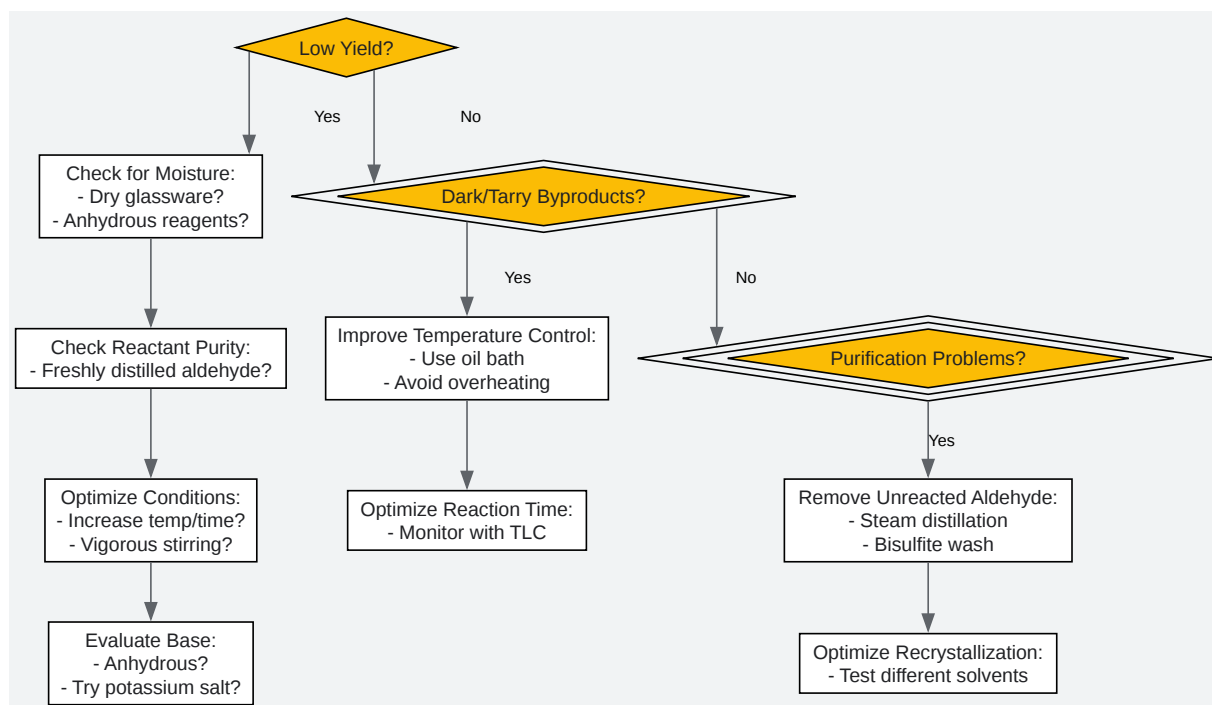 Low Yield?
Yes
No
Check for Moisture:
- Dry glassware?
- Anhydrous reagents?
Dark/Tarry Byproducts?
Yes
No
Check Reactant Purity:
- Freshly distilled aldehyde?
Improve Temperature Control:
- Use oil bath
- Avoid overheating
Purification Problems?
Yes
Optimize Conditions:
- Increase temp/time?
- Vigorous stirring?
Optimize Reaction Time:
- Monitor with TLC
Remove Unreacted Aldehyde:
- Steam distillation
- Bisulfite wash
Evaluate Base:
- Anhydrous?
- Try potassium salt?
Optimize Recrystallization:
- Test different solvents